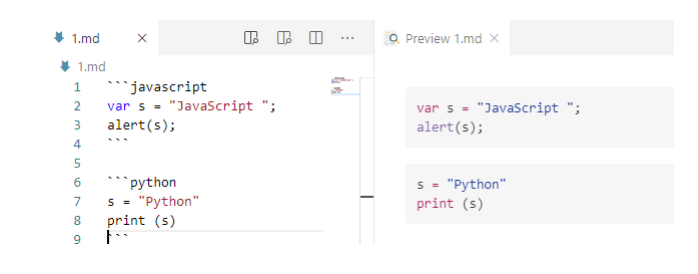 1.md
Preview 1.md
1.md
1 ```javascript
2 var s = "JavaScript ";
3 alert(s);
4 ```
5
6 ```python
7 s = "Python"
8 print (s)
9 ```
var s = "JavaScript ";
alert(s);
s = "Python"
print (s)